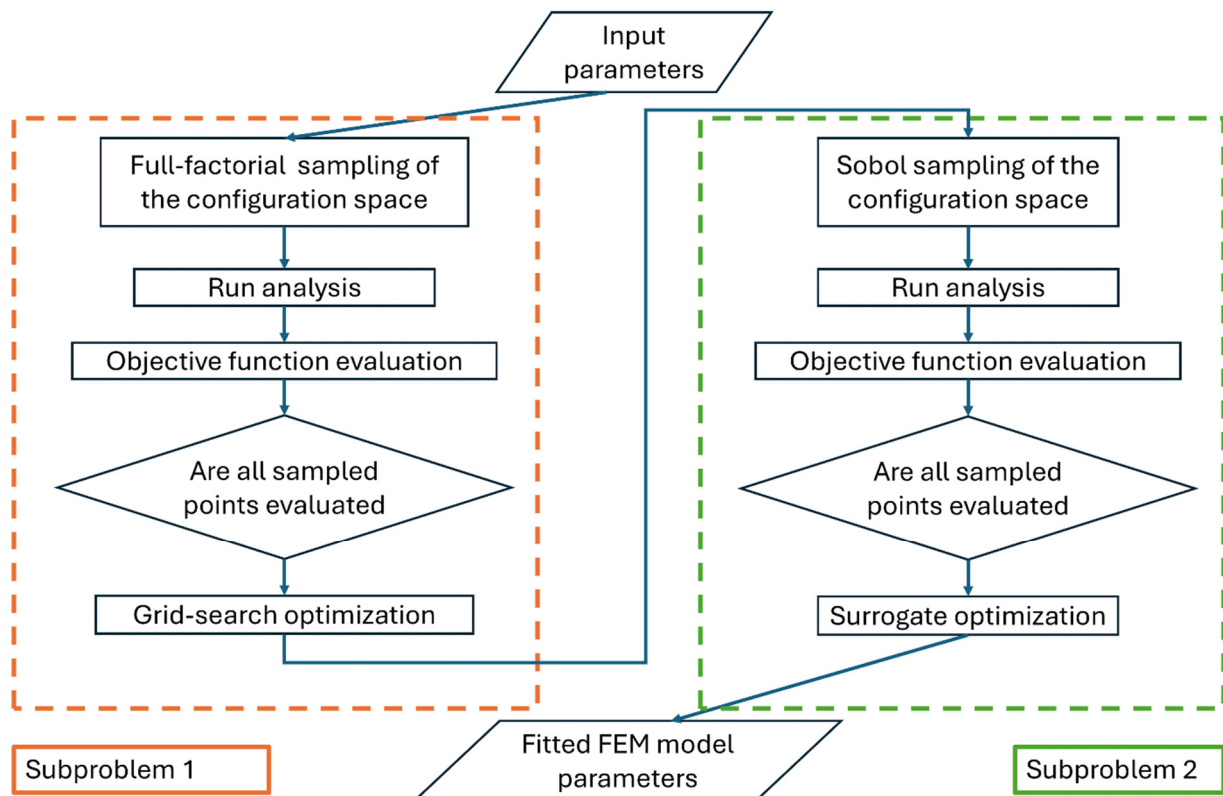 Input
parameters
Full-factorial sampling of
the configuration space
Run analysis
Objective function evaluation
Are all sampled
points evaluated
Grid-search optimization
Subproblem 1
Sobol sampling of the
configuration space
Run analysis
Objective function evaluation
Are all sampled
points evaluated
Surrogate optimization
Subproblem 2
Fitted FEM model
parameters